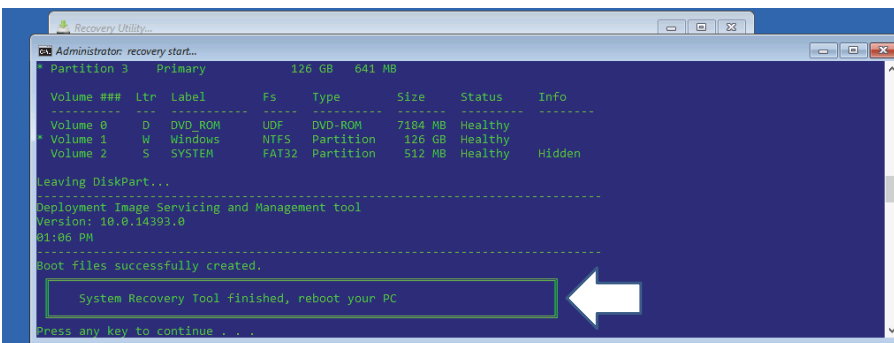 Recovery Utility...
Administrator: recovery start...
* Partition 3    Primary            126 GB   641 MB
  Volume ###  Ltr  Label        Fs     Type        Size     Status     Info
  ----------  ---  -----------  -----  ----------  -------  ---------  --------
  Volume 0     D   DVD_ROM      UDF    DVD-ROM     7184 MB  Healthy
* Volume 1     W   Windows      NTFS   Partition    126 GB  Healthy
  Volume 2     S   SYSTEM       FAT32  Partition    512 MB  Healthy    Hidden
Leaving DiskPart...
Deployment Image Servicing and Management tool
Version: 10.0.14393.0
01:06 PM
Boot files successfully created.
System Recovery Tool finished, reboot your PC
Press any key to continue . . .